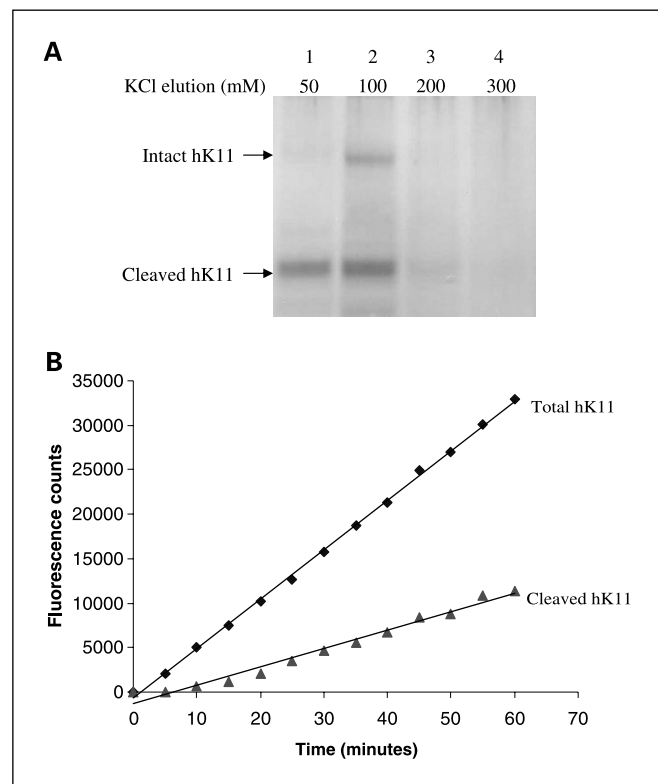 A
1 2 3 4
KCl elution (mM) 50 100 200 300
Intact hK11
Cleaved hK11
B
35000
30000
25000
20000
15000
10000
5000
0
Fluorescence counts
Total hK11
Cleaved hK11
0 10 20 30 40 50 60 70
Time (minutes)